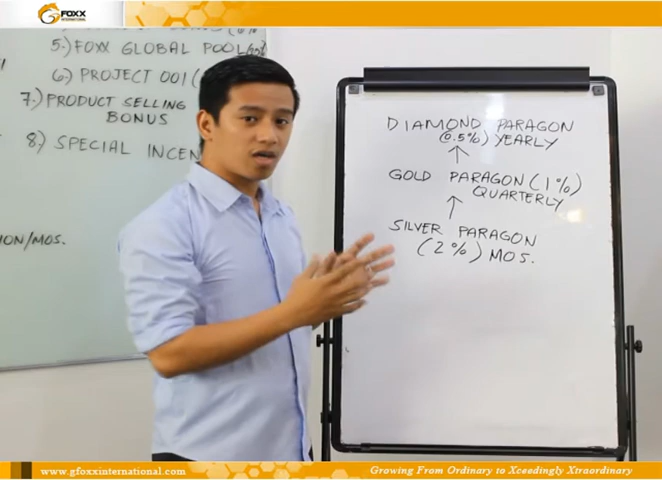 GFOXX
INTERNATIONAL
5.) FOXX GLOBAL POOL
6.) PROJECT 001 (
7.) PRODUCT SELLING
BONUS
8.) SPECIAL INCEN
ION/MOS.
DIAMOND PARAGON
(0.5%) YEARLY
GOLD PARAGON (1%)
QUARTERLY
SILVER PARAGON
(2%) MOS.
www.gfoxxinternational.com
Growing From Ordinary to Xceedingly Xtraordinary